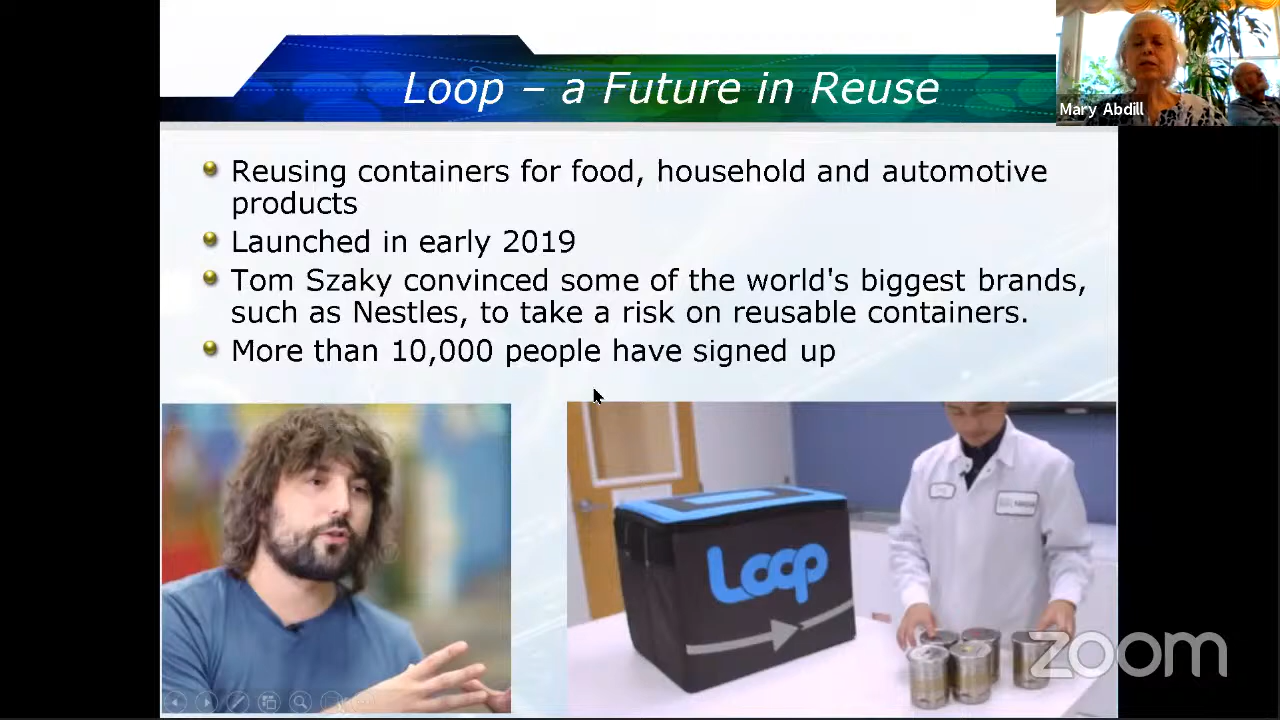 Loop – a Future in Reuse
Mary Abdill
Reusing containers for food, household and automotive
products
Launched in early 2019
Tom Szaky convinced some of the world's biggest brands,
such as Nestles, to take a risk on reusable containers.
More than 10,000 people have signed up
Loop
zoom